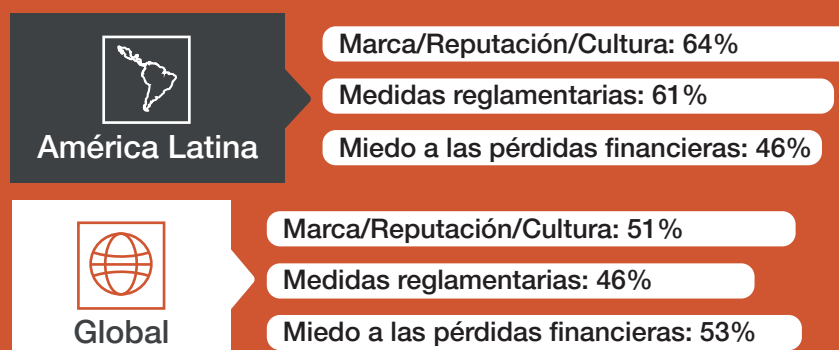 América Latina
Marca/Reputación/Cultura: 64%
Medidas reglamentarias: 61%
Miedo a las pérdidas financieras: 46%
Global
Marca/Reputación/Cultura: 51%
Medidas reglamentarias: 46%
Miedo a las pérdidas financieras: 53%